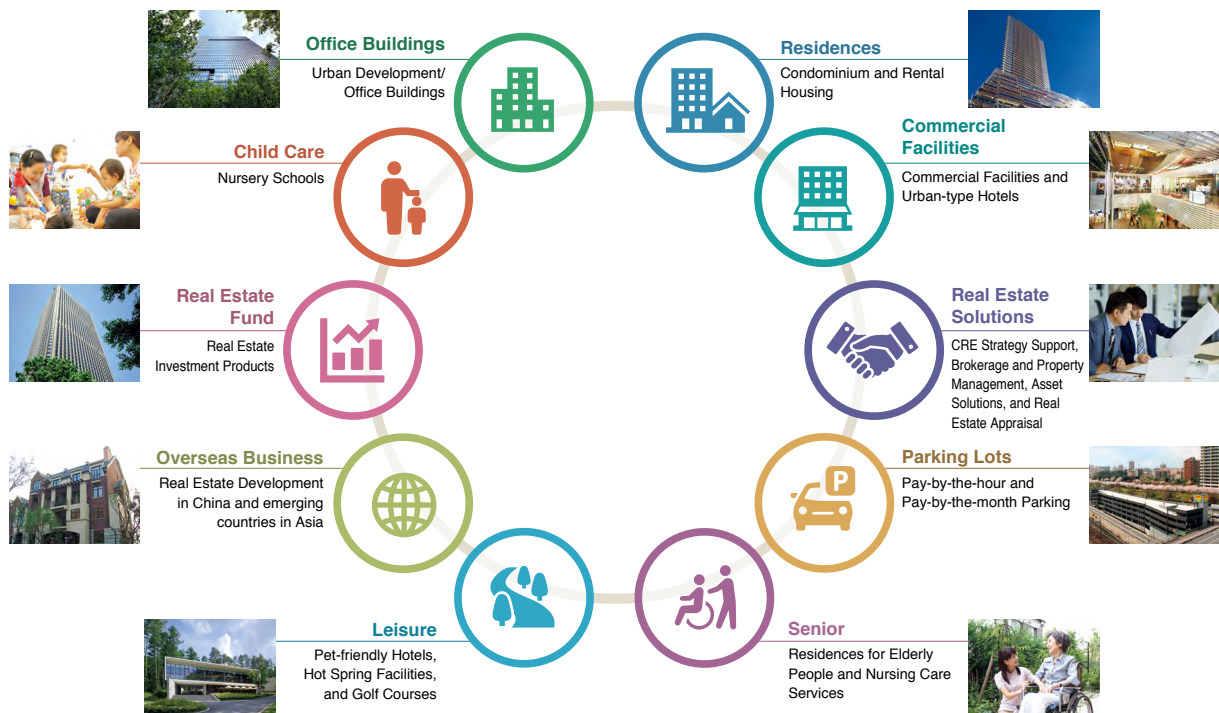 Office Buildings
Urban Development/
Office Buildings
Residences
Condominium and Rental
Housing
Child Care
Nursery Schools
Commercial
Facilities
Commercial Facilities and
Urban-type Hotels
Real Estate
Fund
Real Estate
Investment Products
Real Estate
Solutions
CRE Strategy Support,
Brokerage and Property
Management, Asset
Solutions, and Real
Estate Appraisal
Overseas Business
Real Estate Development
in China and emerging
countries in Asia
P
Parking Lots
Pay-by-the-hour and
Pay-by-the-month Parking
Leisure
Pet-friendly Hotels,
Hot Spring Facilities,
and Golf Courses
Senior
Residences for Elderly
People and Nursing Care
Services